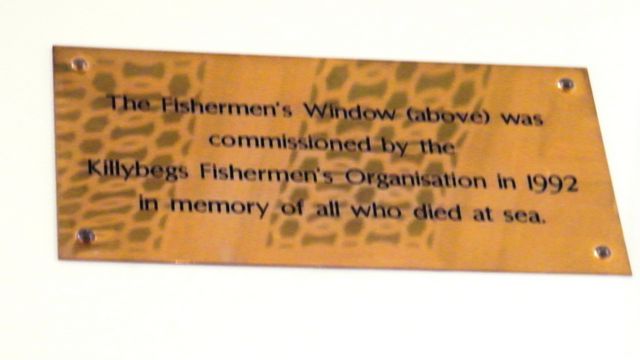 The Fishermen's Window (above) was
commissioned by the
Killybegs Fishermen's Organisation in 1992
in memory of all who died at sea.